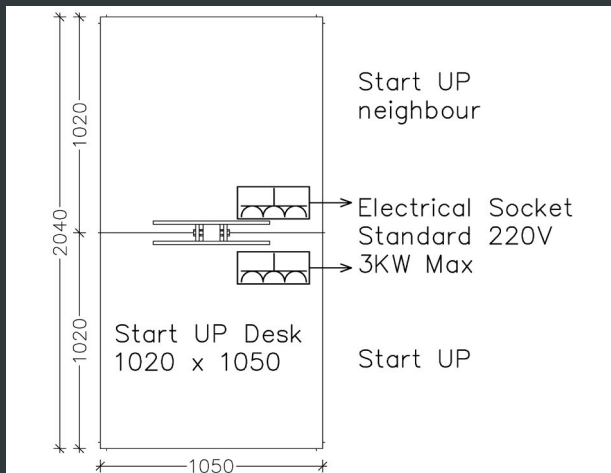 Start UP
neighbour
1020
2040
Electrical Socket
Standard 220V
3KW Max
1020
Start UP Desk
1020 x 1050
Start UP
1050